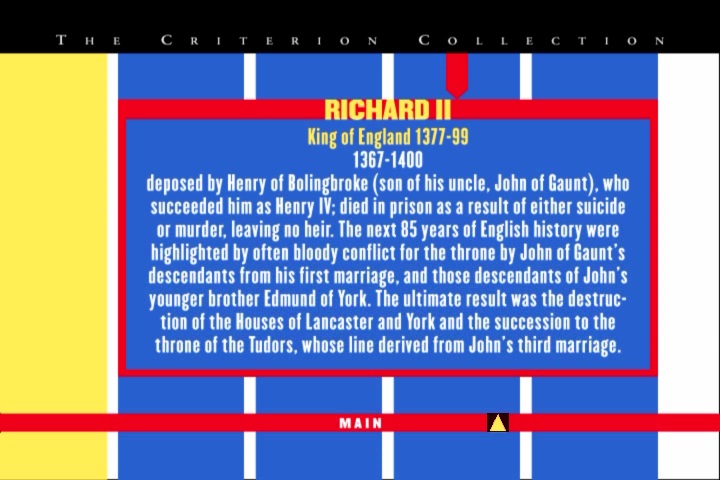 THE CRITERION COLLECTION
RICHARD II
King of England 1377-99
1367-1400
deposed by Henry of Bolingbroke (son of his uncle, John of Gaunt), who
succeeded him as Henry IV; died in prison as a result of either suicide
or murder, leaving no heir. The next 85 years of English history were
highlighted by often bloody conflict for the throne by John of Gaunt's
descendants from his first marriage, and those descendants of John's
younger brother Edmund of York. The ultimate result was the destruc-
tion of the Houses of Lancaster and York and the succession to the
throne of the Tudors, whose line derived from John's third marriage.
MAIN